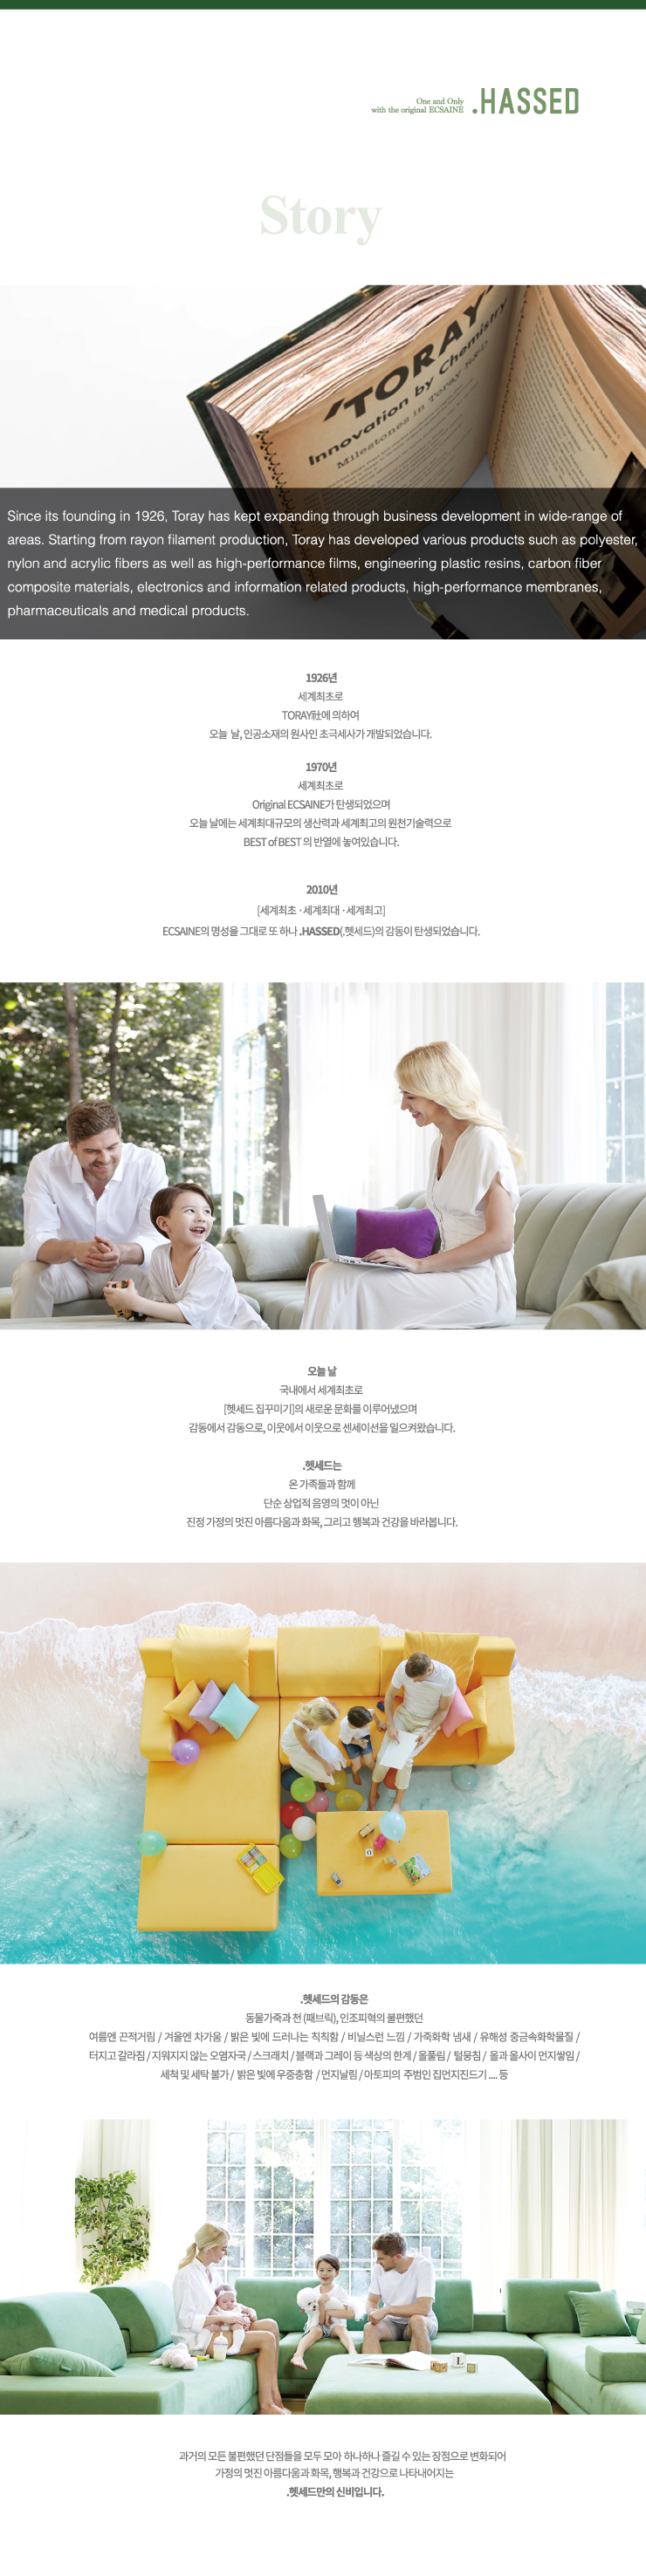 One and Only
with the original ECSAINE
.HASSED
Story
'TORAY
Innovation by Chemistry
Milestones in Toray R&D
Since its founding in 1926, Toray has kept expanding through business development in wide-range of
areas. Starting from rayon filament production, Toray has developed various products such as polyester,
nylon and acrylic fibers as well as high-performance films, engineering plastic resins, carbon fiber
composite materials, electronics and information related products, high-performance membranes,
pharmaceuticals and medical products.
1926년
세계최초로
TORAY社에 의하여
오늘 날, 인공소재의 원사인 초극세사가 개발되었습니다.
1970년
세계최초로
Original ECSAINE가 탄생되었으며
오늘 날에는 세계최대규모의 생산력과 세계최고의 원천기술력으로
BEST of BEST 의 반열에 놓여있습니다.
2010년
[세계최초 · 세계최대 · 세계최고]
ECSAINE의 명성을 그대로 또 하나 .HASSED(.헷세드)의 감동이 탄생되었습니다.
오늘 날
국내에서 세계최초로
[헷세드 집꾸미기]의 새로운 문화를 이루어냈으며
감동에서 감동으로, 이웃에서 이웃으로 센세이션을 일으켜왔습니다.
.헷세드는
온 가족들과 함께
단순 상업적 음영의 멋이 아닌
진정 가정의 멋진 아름다움과 화목, 그리고 행복과 건강을 바라봅니다.
.헷세드의 감동은
동물가죽과 천 (패브릭), 인조피혁의 불편했던
여름엔 끈적거림 / 겨울엔 차가움 / 밝은 빛에 드러나는 칙칙함 / 비닐스런 느낌 / 가죽화학 냄새 / 유해성 중금속화학물질 /
터지고 갈라짐 / 지워지지 않는 오염자국 / 스크래치 / 블랙과 그레이 등 색상의 한계 / 올풀림 / 털뭉침 / 올과 올사이 먼지쌓임 /
세척 및 세탁 불가 / 밝은 빛에 우중충함 / 먼지날림 / 아토피의 주범인 집먼지진드기 .... 등
과거의 모든 불편했던 단점들을 모두 모아 하나하나 즐길 수 있는 장점으로 변화되어
가정의 멋진 아름다움과 화목, 행복과 건강으로 나타내어지는
.헷세드만의 신비입니다.